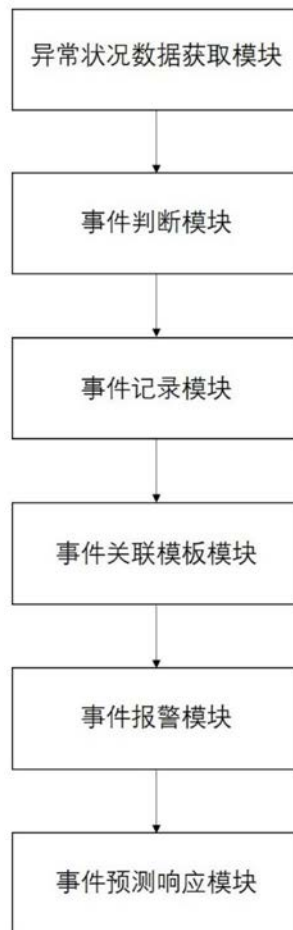 异常状况数据获取模块
事件判断模块
事件记录模块
事件关联模板模块
事件报警模块
事件预测响应模块